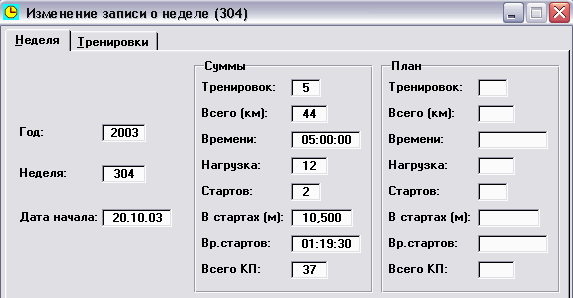 Изменение записи о неделе (304)
Неделя Тренировки
Год: 2003
Неделя: 304
Дата начала: 20.10.03
Суммы
Тренировок: 5
Всего (км): 44
Времени: 05:00:00
Нагрузка: 12
Стартов: 2
В стартах (м): 10,500
Вр.стартов: 01:19:30
Всего КП: 37
План
Тренировок:
Всего (км):
Времени:
Нагрузка:
Стартов:
В стартах (м):
Вр.стартов:
Всего КП: